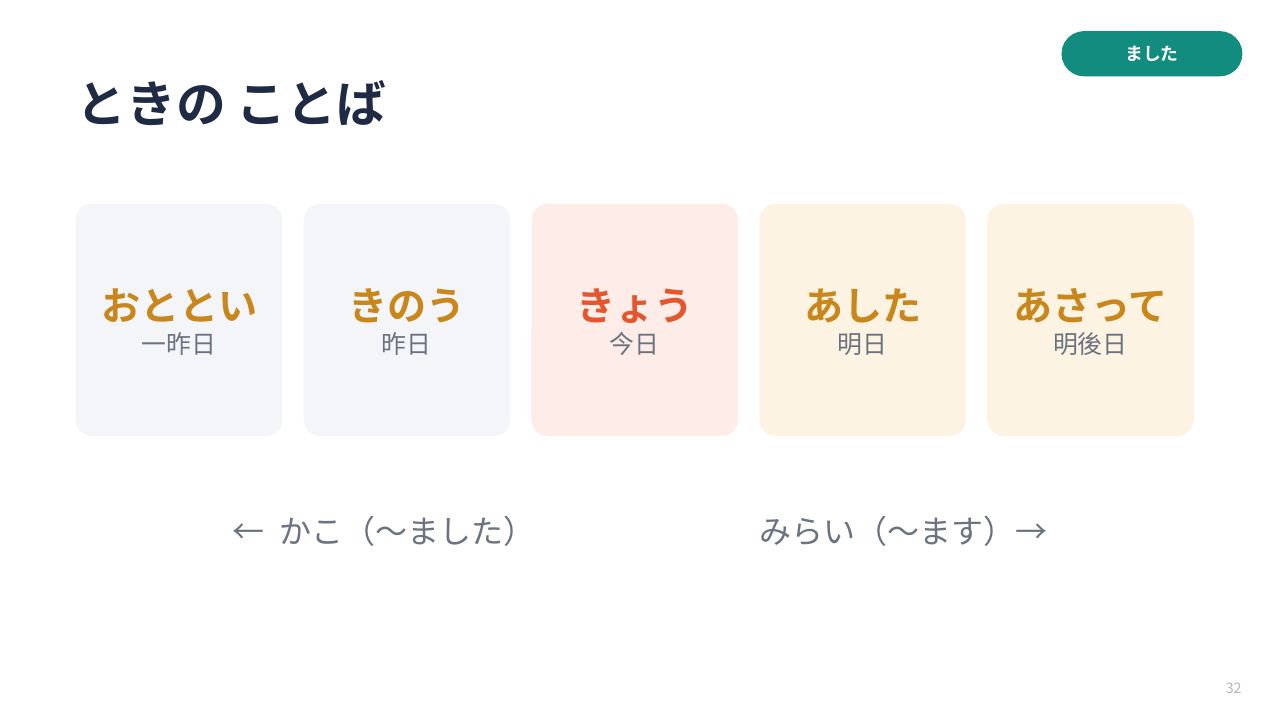 ました
ときの ことば
おととい
一昨日
きのう
昨日
きょう
今日
あした
明日
あさって
明後日
← かこ（～ました）
みらい（～ます）→
32